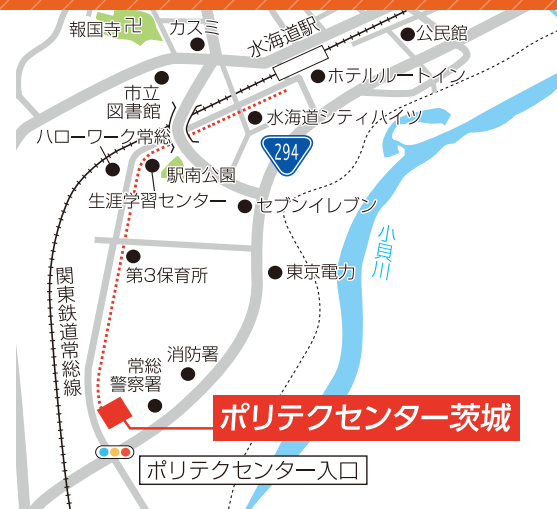 報国寺卍
カスミ
水海道駅
公民館
ホテルルートイン
市立
図書館
水海道シティハイツ
ハローワーク常総
294
駅南公園
生涯学習センター
セブンイレブン
小貝川
第3保育所
東京電力
関東鉄道常総線
消防署
常総
警察署
ポリテクセンター茨城
ポリテクセンター入口